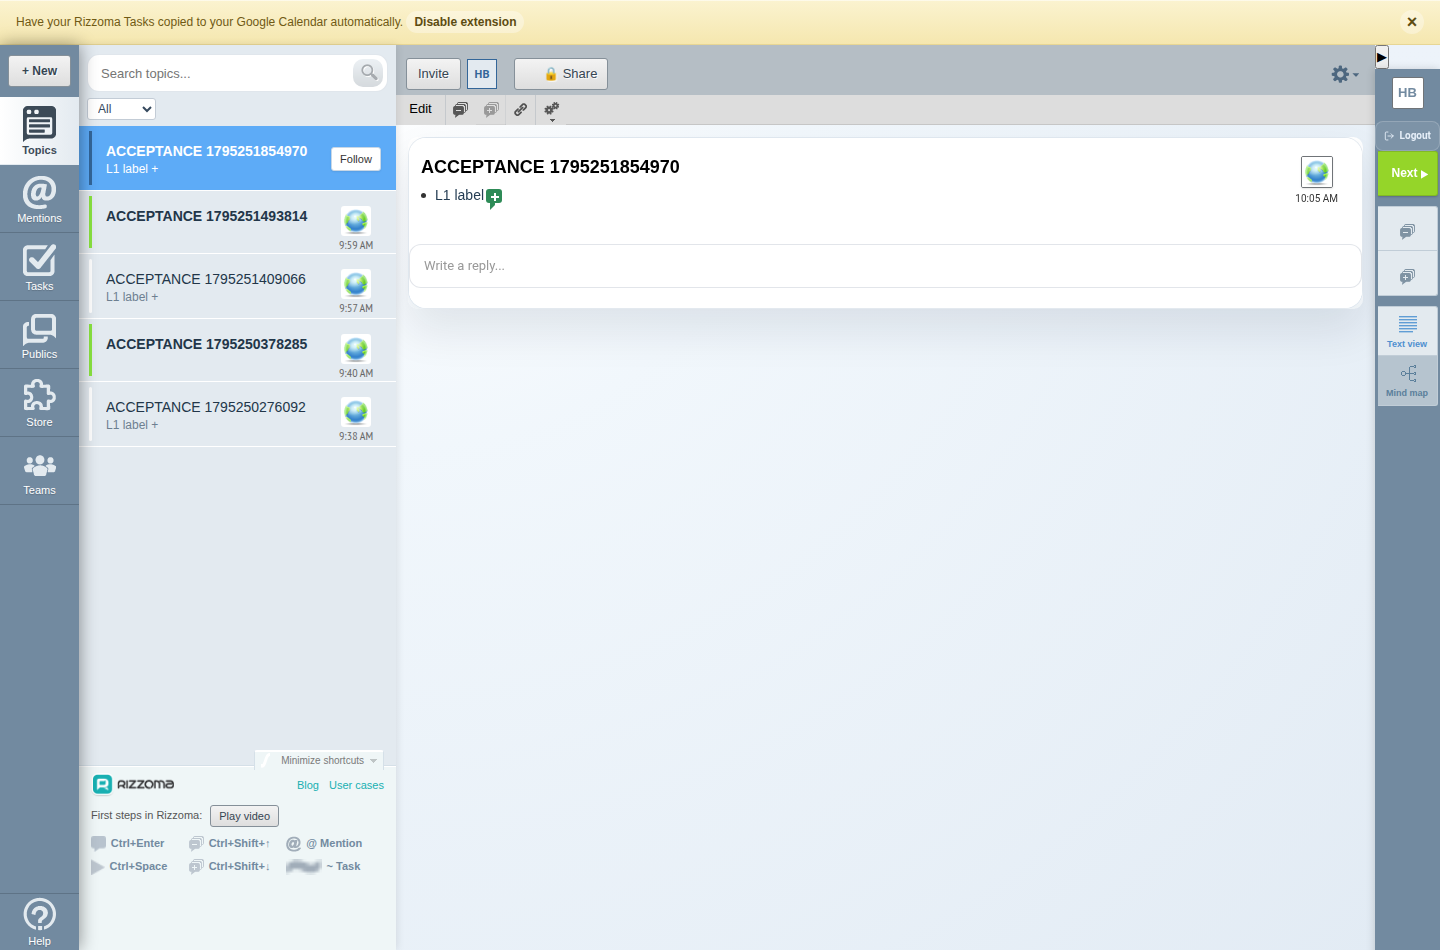 Have your Rizzoma Tasks copied to your Google Calendar automatically. Disable extension
+ New
Topics
Mentions
Tasks
Publics
Store
Teams
Help
Search topics...
All
ACCEPTANCE 1795251854970
L1 label +
Follow
ACCEPTANCE 1795251493814
9:59 AM
ACCEPTANCE 1795251409066
L1 label +
9:57 AM
ACCEPTANCE 1795250378285
9:40 AM
ACCEPTANCE 1795250276092
L1 label +
9:38 AM
Minimize shortcuts
RIZZOMA
Blog User cases
First steps in Rizzoma: Play video
Ctrl+Enter Ctrl+Shift+↑ @ Mention
Ctrl+Space Ctrl+Shift+↓ ~ Task
Invite HB Share
Edit
ACCEPTANCE 1795251854970
L1 label
10:05 AM
Write a reply...
HB
Logout
Next
Text view
Mind map